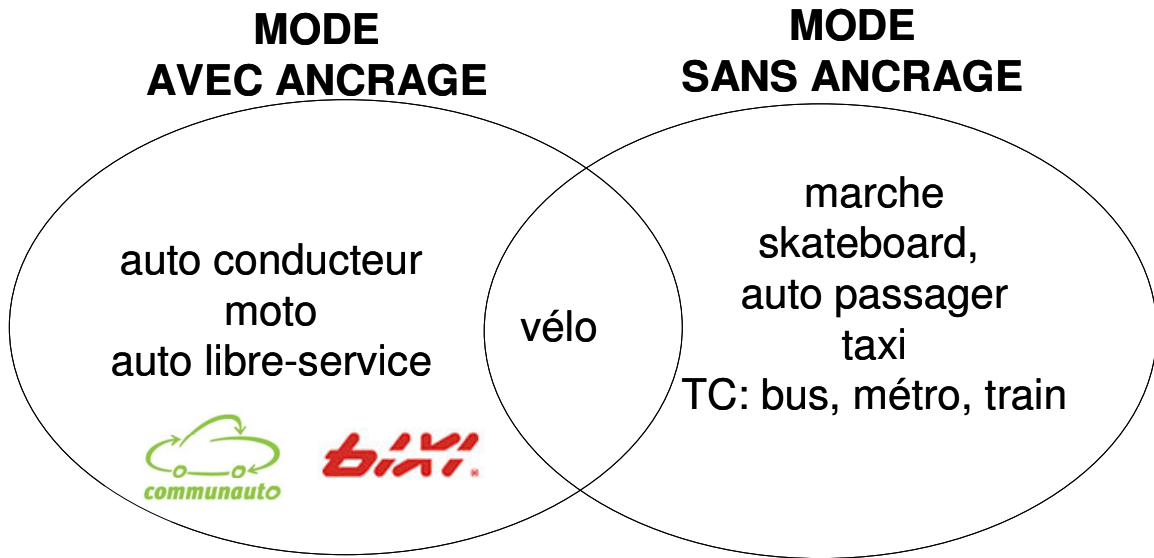 MODE
AVEC ANCRAGE
MODE
SANS ANCRAGE
auto conducteur
moto
auto libre-service
communauto
bixi®
vélo
marche
skateboard,
auto passager
taxi
TC: bus, métro, train